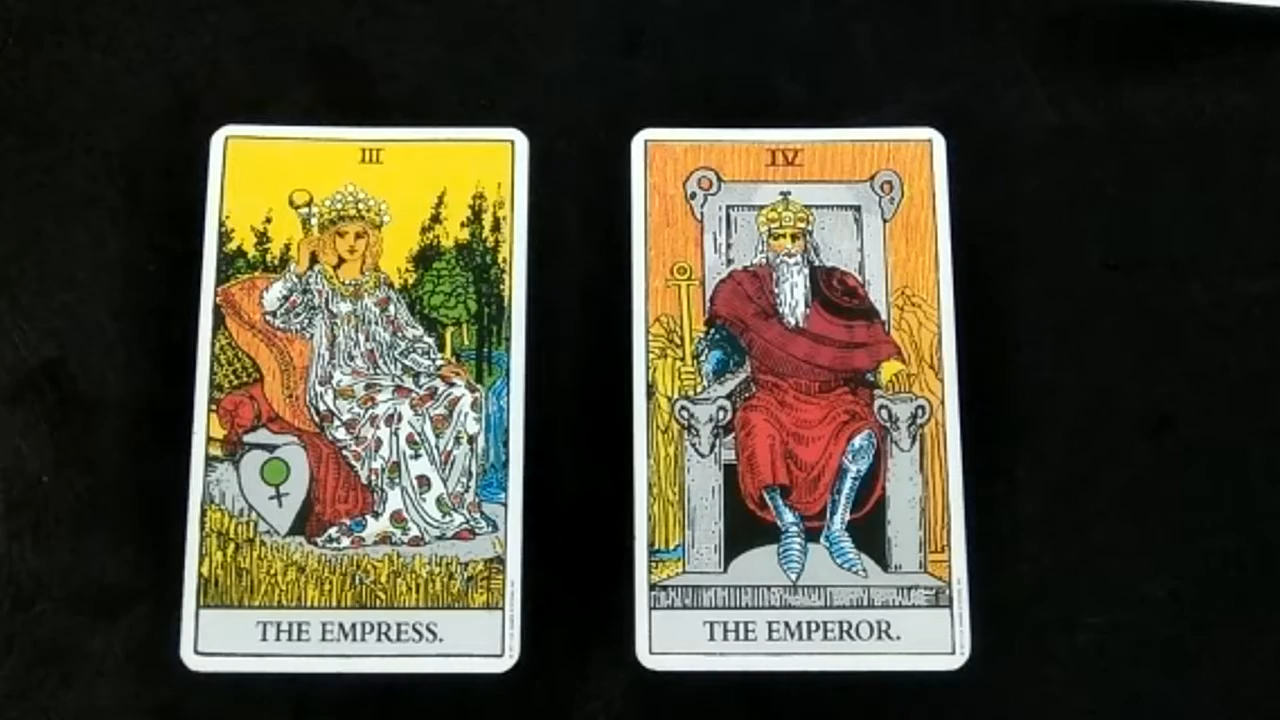 III
THE EMPRESS.
IV
THE EMPEROR.